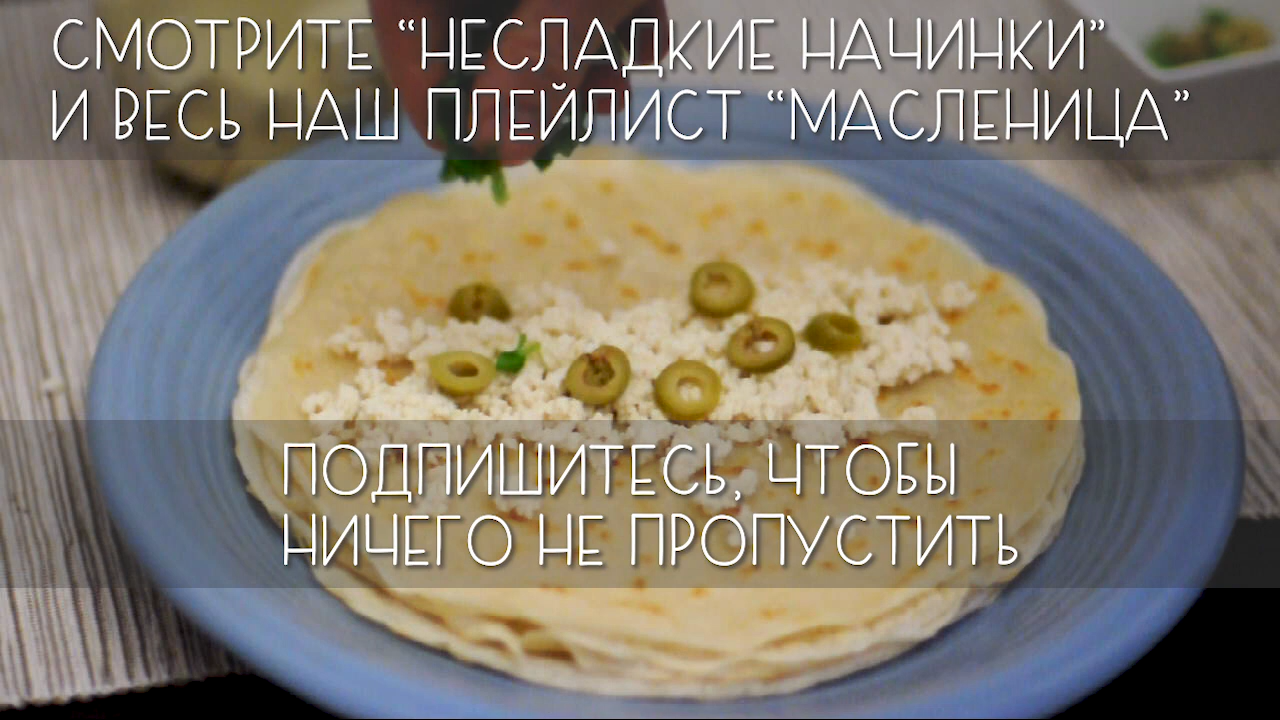 СМОТРИТЕ “НЕСЛАДКИЕ НАЧИНКИ”
И ВЕСЬ НАШ ПЛЕЙЛИСТ “МАСЛЕНИЦА”
ПОДПИШИТЕСЬ, ЧТОБЫ
НИЧЕГО НЕ ПРОПУСТИТЬ